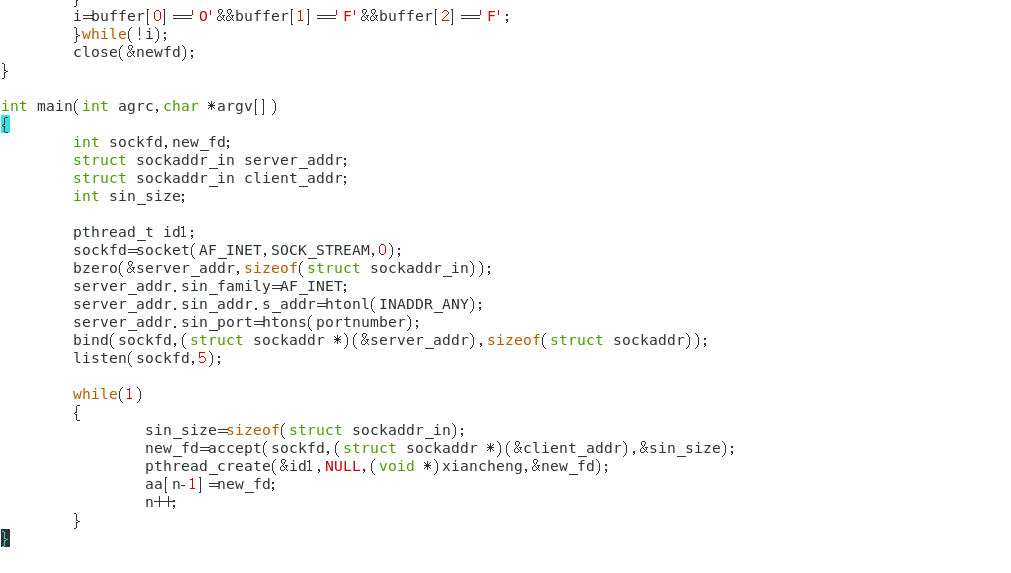 }
i=buffer[0]=='O'&&buffer[1]=='F'&&buffer[2]=='F';
}while(!i);
close(&newfd);
}
int main(int agrc,char *argv[])
{
int sockfd,new_fd;
struct sockaddr_in server_addr;
struct sockaddr_in client_addr;
int sin_size;
pthread_t id1;
sockfd=socket(AF_INET,SOCK_STREAM,0);
bzero(&server_addr,sizeof(struct sockaddr_in));
server_addr.sin_family=AF_INET;
server_addr.sin_addr.s_addr=htonl(INADDR_ANY);
server_addr.sin_port=htons(portnumber);
bind(sockfd,(struct sockaddr *)(&server_addr),sizeof(struct sockaddr));
listen(sockfd,5);
while(1)
{
sin_size=sizeof(struct sockaddr_in);
new_fd=accept(sockfd,(struct sockaddr *)(&client_addr),&sin_size);
pthread_create(&id1,NULL,(void *)xiancheng,&new_fd);
aa[n-1]=new_fd;
n++;
}
}